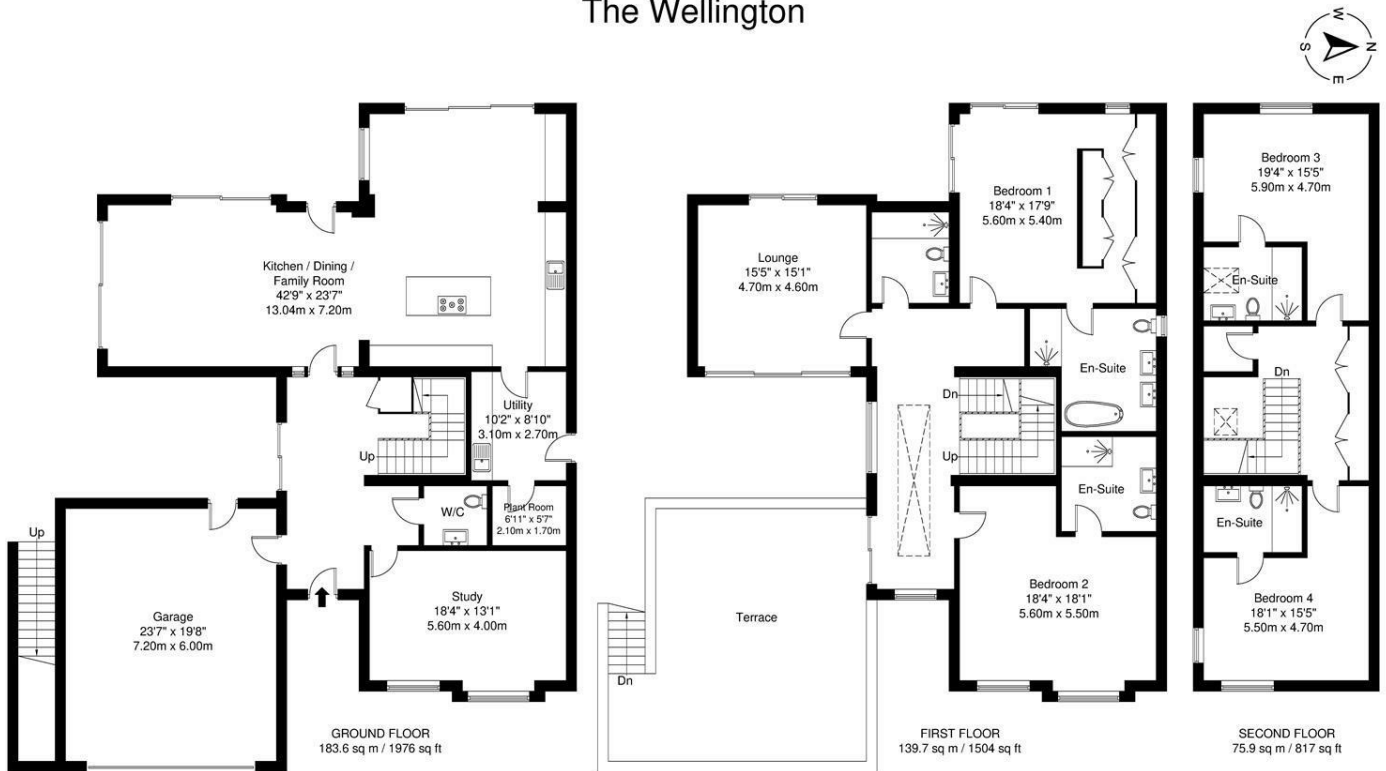 The Wellington
W
N
S
E
Kitchen / Dining /
Family Room
42'9" x 23'7"
13.04m x 7.20m
Utility
10'2" x 8'10"
3.10m x 2.70m
Up
W/C
Plant Room
6'11" x 5'7"
2.10m x 1.70m
Up
Study
18'4" x 13'1"
5.60m x 4.00m
Garage
23'7" x 19'8"
7.20m x 6.00m
GROUND FLOOR
183.6 sq m / 1976 sq ft
Bedroom 1
18'4" x 17'9"
5.60m x 5.40m
Lounge
15'5" x 15'1"
4.70m x 4.60m
En-Suite
Dn
Up
En-Suite
Bedroom 2
18'4" x 18'1"
5.60m x 5.50m
Terrace
Dn
FIRST FLOOR
139.7 sq m / 1504 sq ft
Bedroom 3
19'4" x 15'5"
5.90m x 4.70m
En-Suite
Dn
En-Suite
Bedroom 4
18'1" x 15'5"
5.50m x 4.70m
SECOND FLOOR
75.9 sq m / 817 sq ft